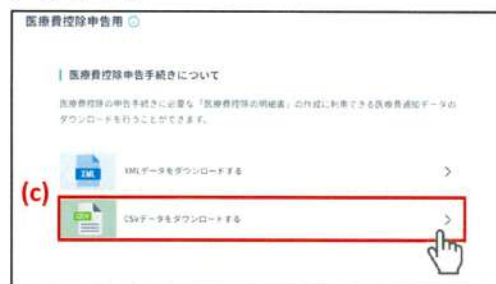 医療費控除申告用
医療費控除申告手続きについて
医療費控除の申告手続きに必要な「医療費控除の明細書」の作成に利用できる医療費通知データの
ダウンロードを行うことができます。
XML
XMLデータをダウンロードする
(c)
CSV
CSVデータをダウンロードする